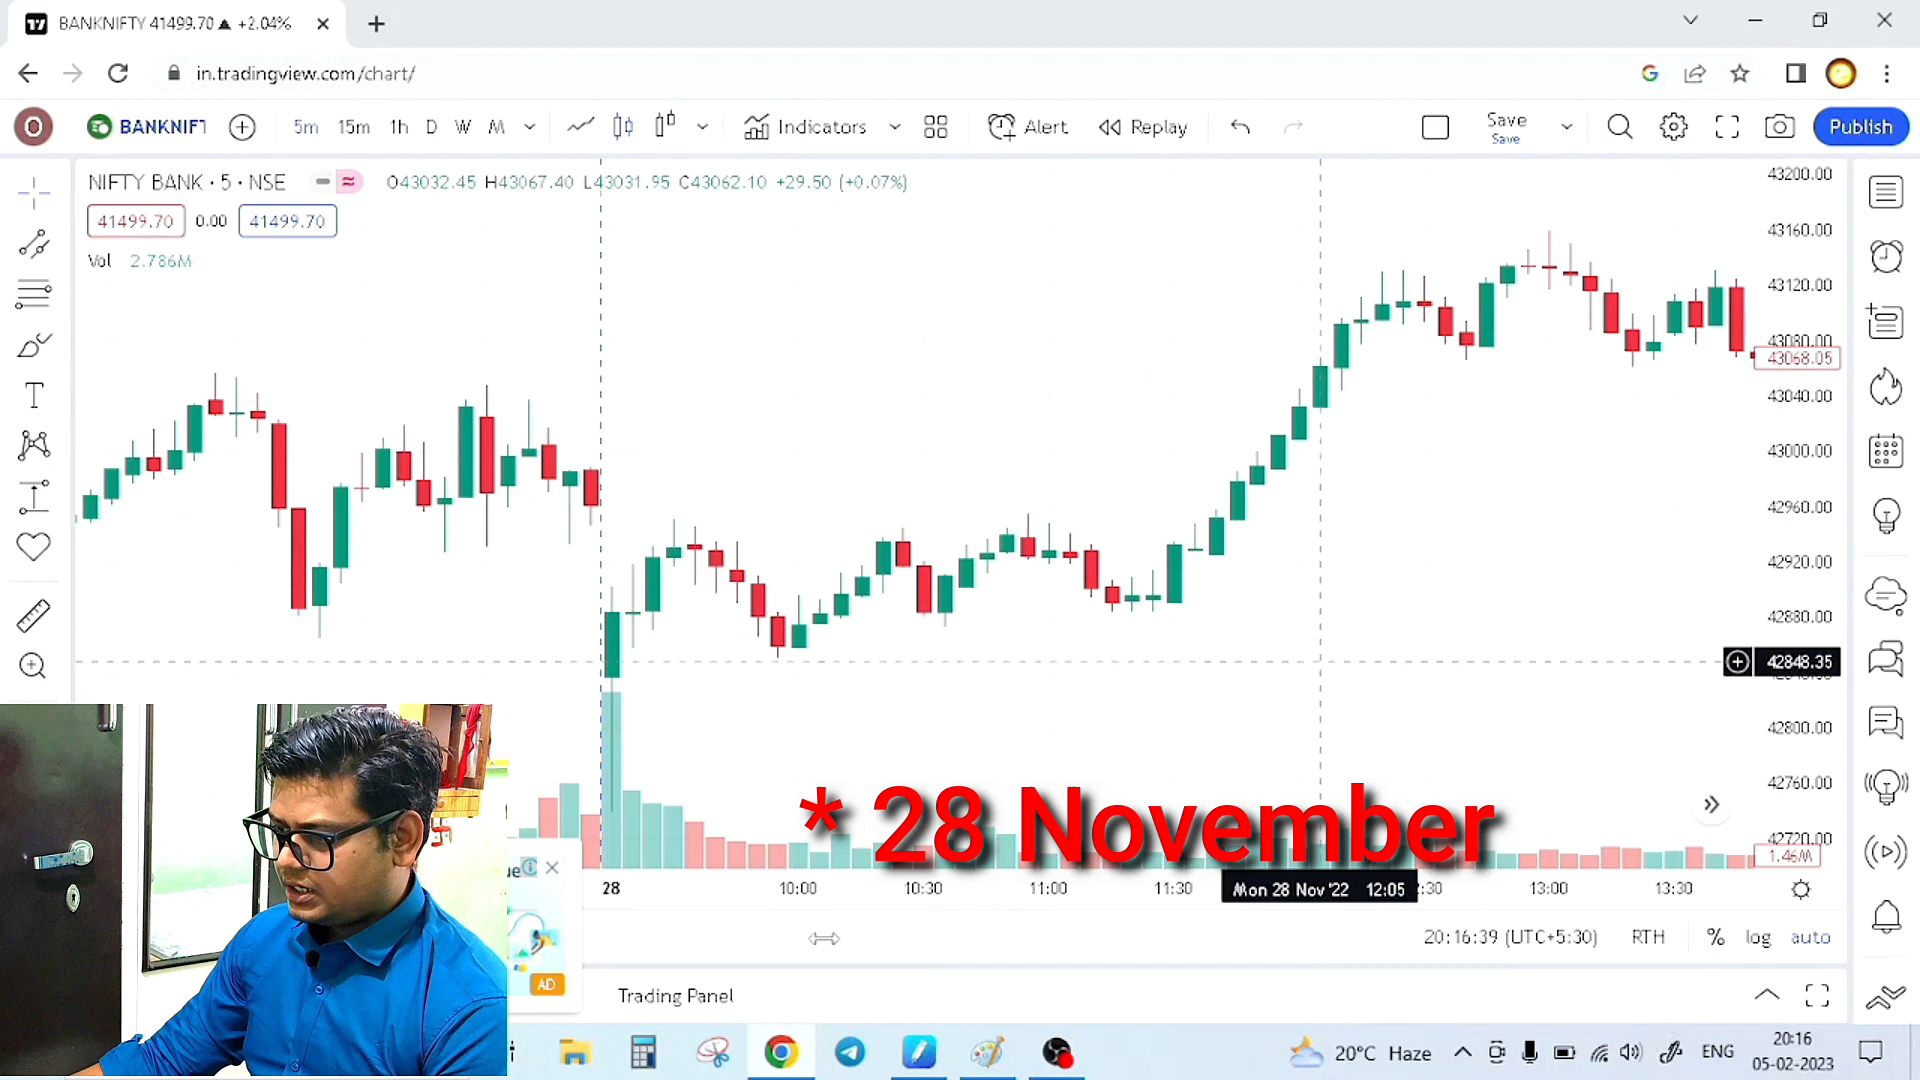 BANKNIFTY 41499.70 ▲ +2.04%
in.tradingview.com/chart/
BANKNIFT 5m 15m 1h D W M Indicators Alert Replay Save Publish
Save
NIFTY BANK · 5 · NSE O43032.45 H43067.40 L43031.95 C43062.10 +29.50 (+0.07%)
41499.70 0.00 41499.70
Vol 2.786M
43200.00
43160.00
43120.00
43080.00
43068.05
43040.00
43000.00
42960.00
42920.00
42880.00
42848.35
42800.00
42760.00
42720.00
1.46M
* 28 November
28 10:00 10:30 11:00 11:30 Mon 28 Nov '22 12:05 :30 13:00 13:30
AD
20:16:39 (UTC+5:30) RTH % log auto
Trading Panel
20°C Haze ENG 20:16
05-02-2023